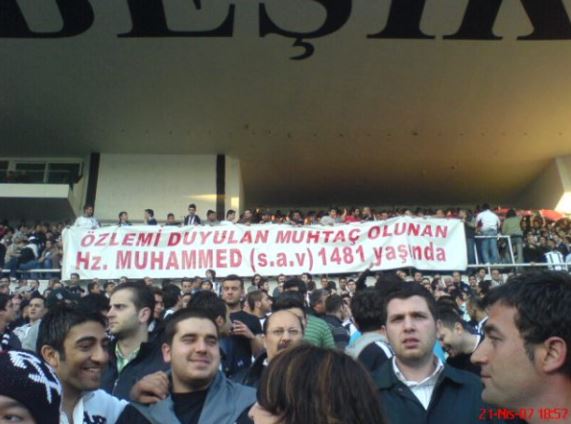 BEŞİK
ÖZLEMİ DUYULAN MUHTAÇ OLUNAN
Hz. MUHAMMED (s.a.v) 1481 yaşında
21-Nis-07 18:57